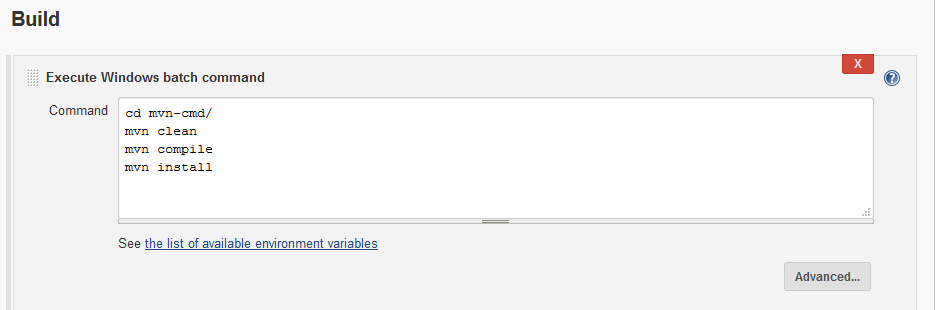 Build
X
Execute Windows batch command
?
Command
cd mvn-cmd/
mvn clean
mvn compile
mvn install
See the list of available environment variables
Advanced...